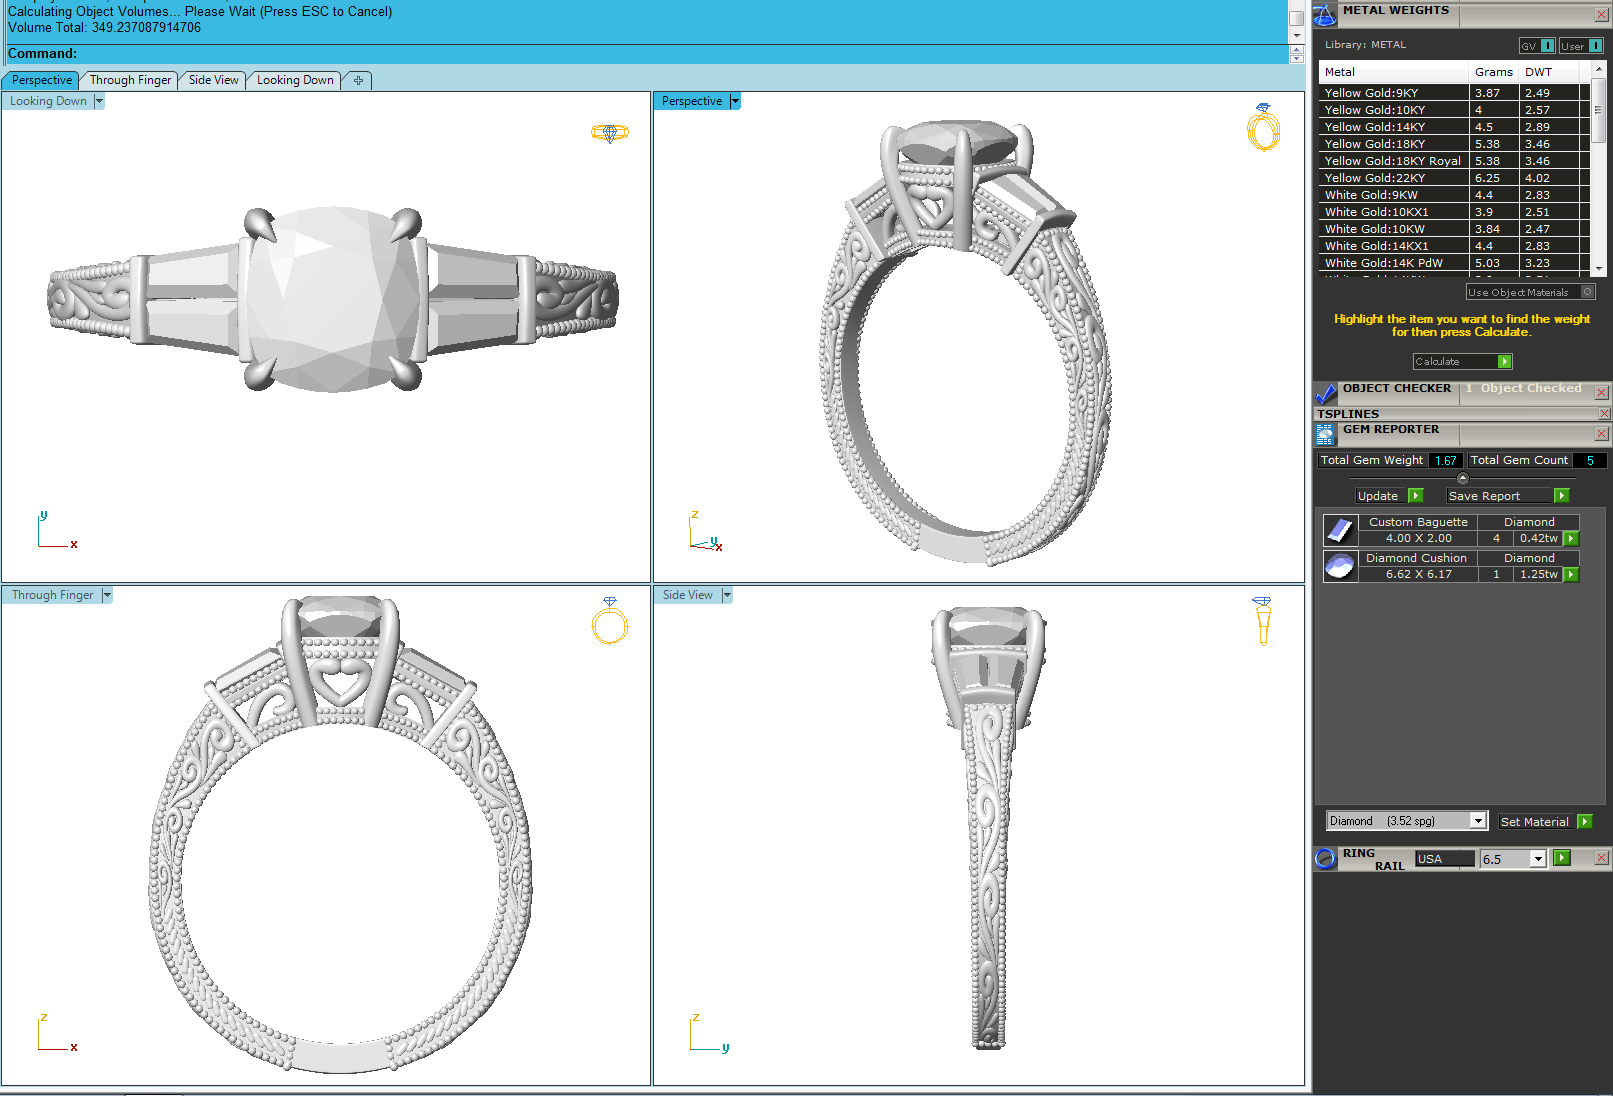 Calculating Object Volumes... Please Wait (Press ESC to Cancel)
Volume Total: 349.237087914706
Command:
Perspective Through Finger Side View Looking Down
Looking Down
y
x
Perspective
z
y
x
Through Finger
z
x
Side View
z
y
METAL WEIGHTS
Library: METAL GV I User I
Metal Grams DWT
Yellow Gold:9KY 3.87 2.49
Yellow Gold:10KY 4 2.57
Yellow Gold:14KY 4.5 2.89
Yellow Gold:18KY 5.38 3.46
Yellow Gold:18KY Royal 5.38 3.46
Yellow Gold:22KY 6.25 4.02
White Gold:9KW 4.4 2.83
White Gold:10KX1 3.9 2.51
White Gold:10KW 3.84 2.47
White Gold:14KX1 4.4 2.83
White Gold:14K PdW 5.03 3.23
Use Object Materials
Highlight the item you want to find the weight
for then press Calculate.
Calculate
OBJECT CHECKER 1 Object Checked
TSPLINES
GEM REPORTER
Total Gem Weight 1.67 Total Gem Count 5
Update Save Report
Custom Baguette Diamond
4.00 X 2.00 4 0.42tw
Diamond Cushion Diamond
6.62 X 6.17 1 1.25tw
Diamond (3.52 spg) Set Material
RING RAIL USA 6.5